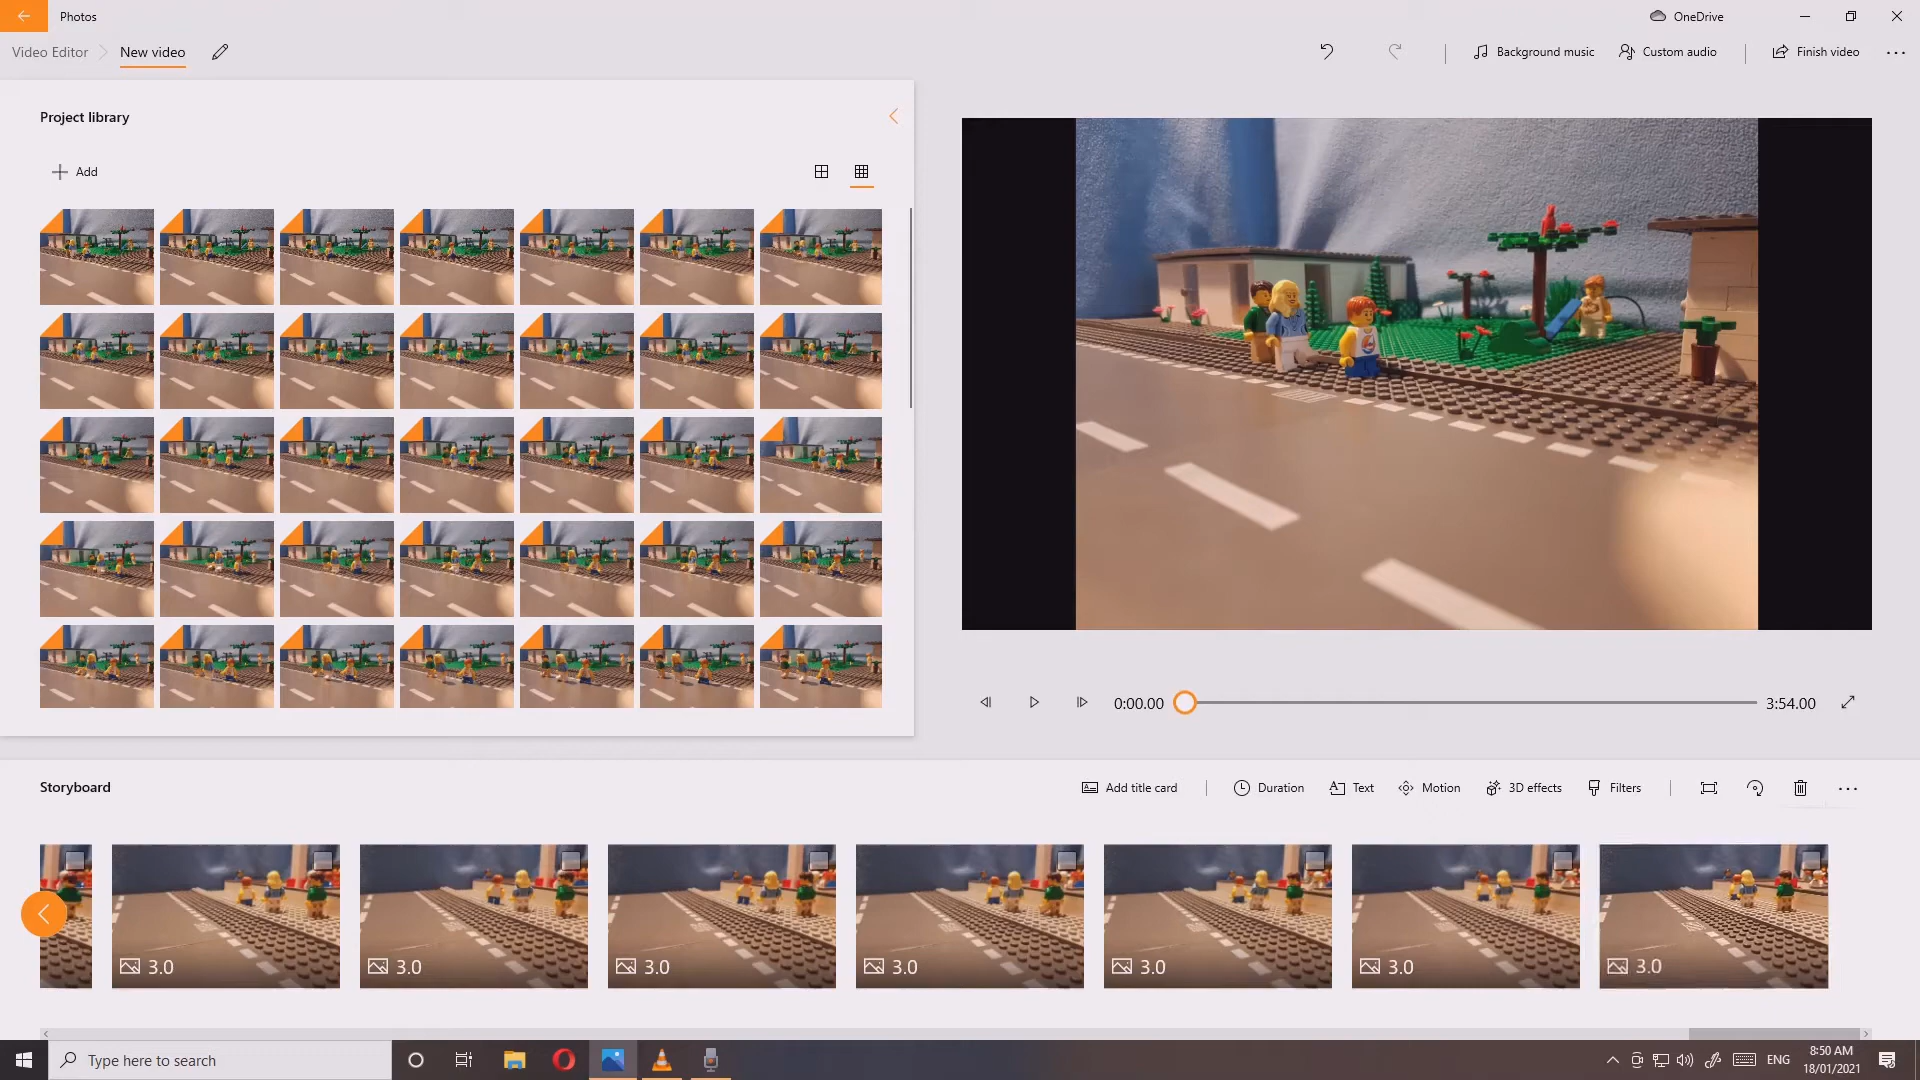 Photos
OneDrive
Video Editor
New video
Background music
Custom audio
Finish video
Project library
Add
0:00.00
3:54.00
Storyboard
Add title card
Duration
Text
Motion
3D effects
Filters
3.0
3.0
3.0
3.0
3.0
3.0
3.0
Type here to search
ENG
8:50 AM
18/01/2021